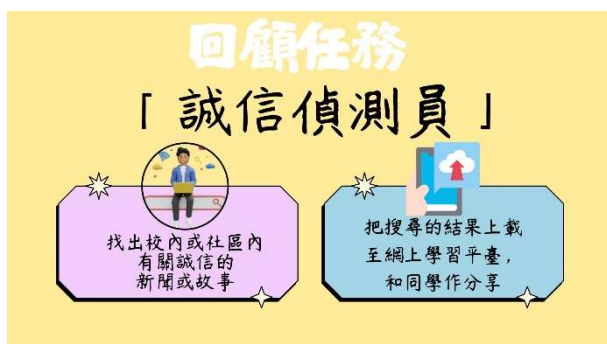 回顧任務
「誠信偵測員」
找出校內或社區內
有關誠信的
新聞或故事
把搜尋的結果上載
至網上學習平臺，
和同學作分享